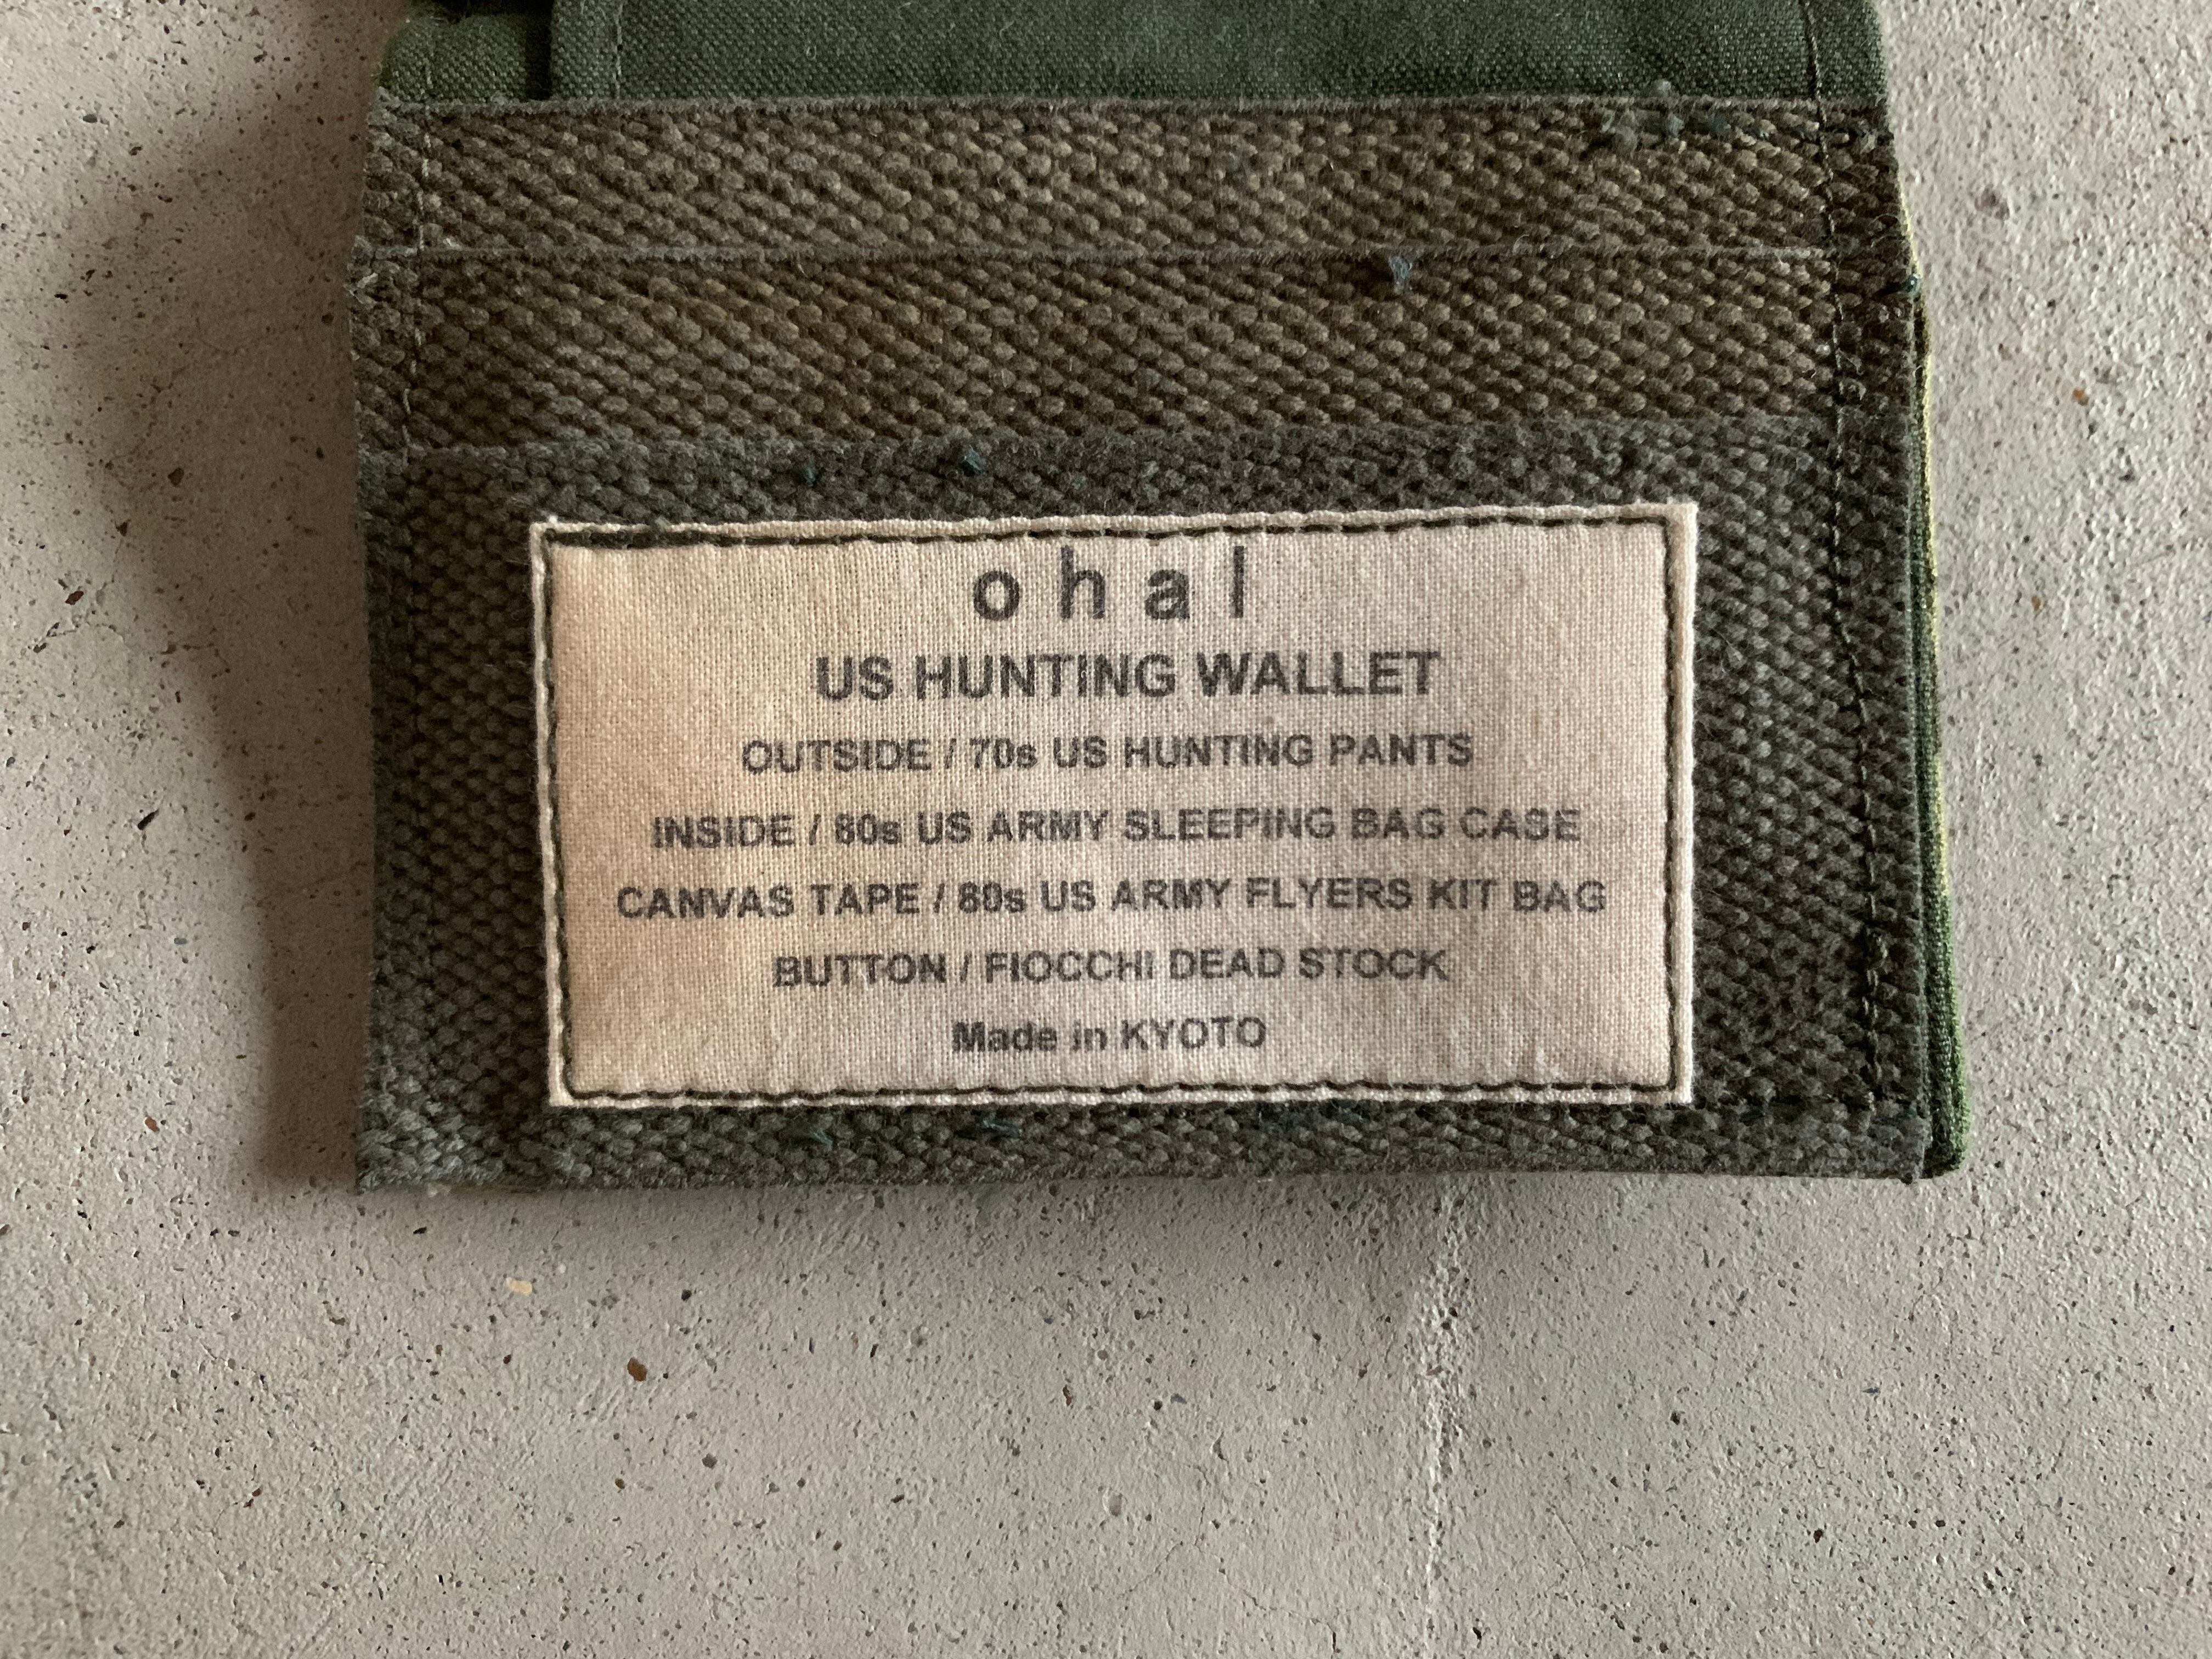 ohal
US HUNTING WALLET
OUTSIDE / 70s US HUNTING PANTS
INSIDE / 80s US ARMY SLEEPING BAG CASE
CANVAS TAPE / 80s US ARMY FLYERS KIT BAG
BUTTON / FIOCCHI DEAD STOCK
Made in KYOTO